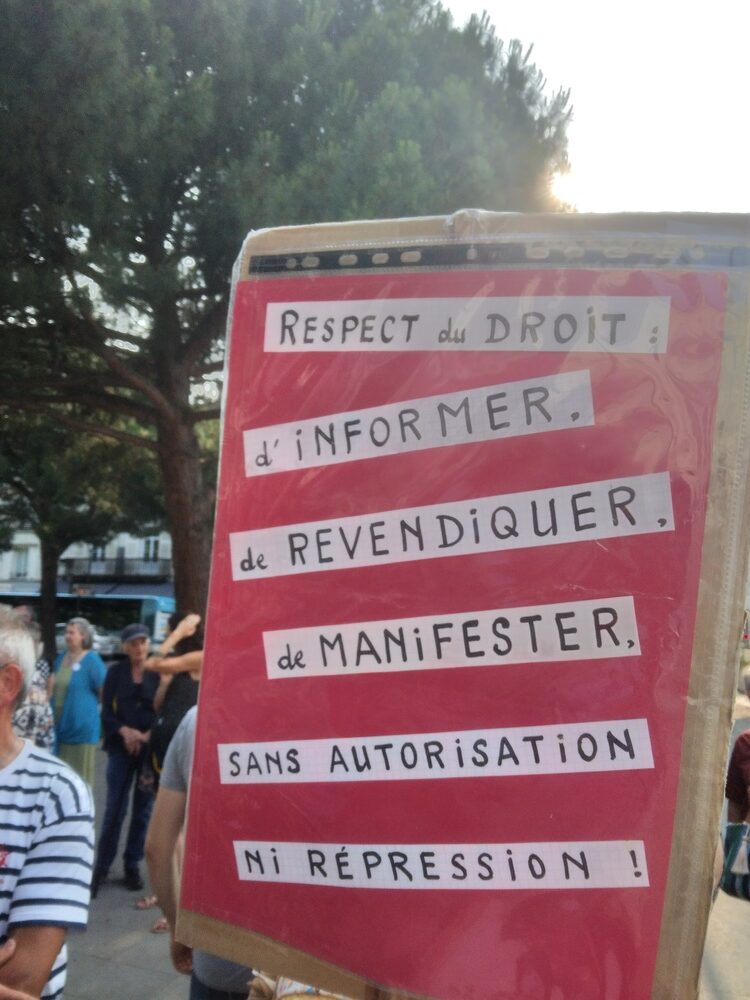 RESPECT du DROiT :
d'iNFORMER,
de REVENDiQUER,
de MANiFESTER,
SANS AUTORiSATiON
Ni RÉPRESSiON !